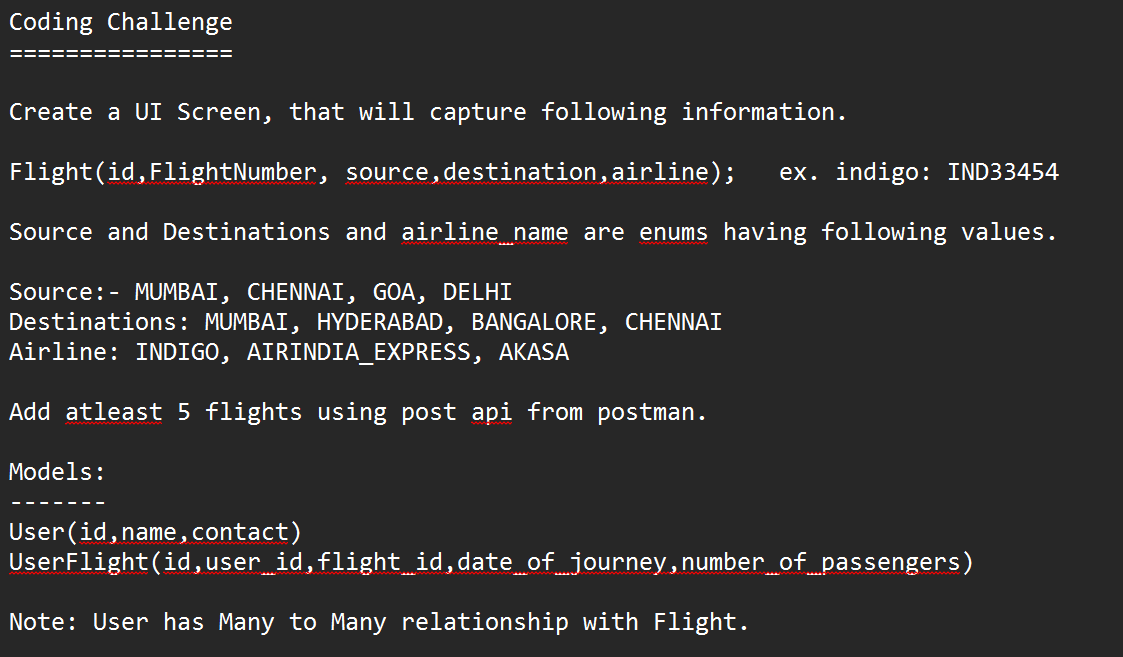 Coding Challenge
================
Create a UI Screen, that will capture following information.
Flight(id,FlightNumber, source,destination,airline);   ex. indigo: IND33454
Source and Destinations and airline_name are enums having following values.
Source:- MUMBAI, CHENNAI, GOA, DELHI
Destinations: MUMBAI, HYDERABAD, BANGALORE, CHENNAI
Airline: INDIGO, AIRINDIA_EXPRESS, AKASA
Add atleast 5 flights using post api from postman.
Models:
-------
User(id,name,contact)
UserFlight(id,user_id,flight_id,date_of_journey,number_of_passengers)
Note: User has Many to Many relationship with Flight.